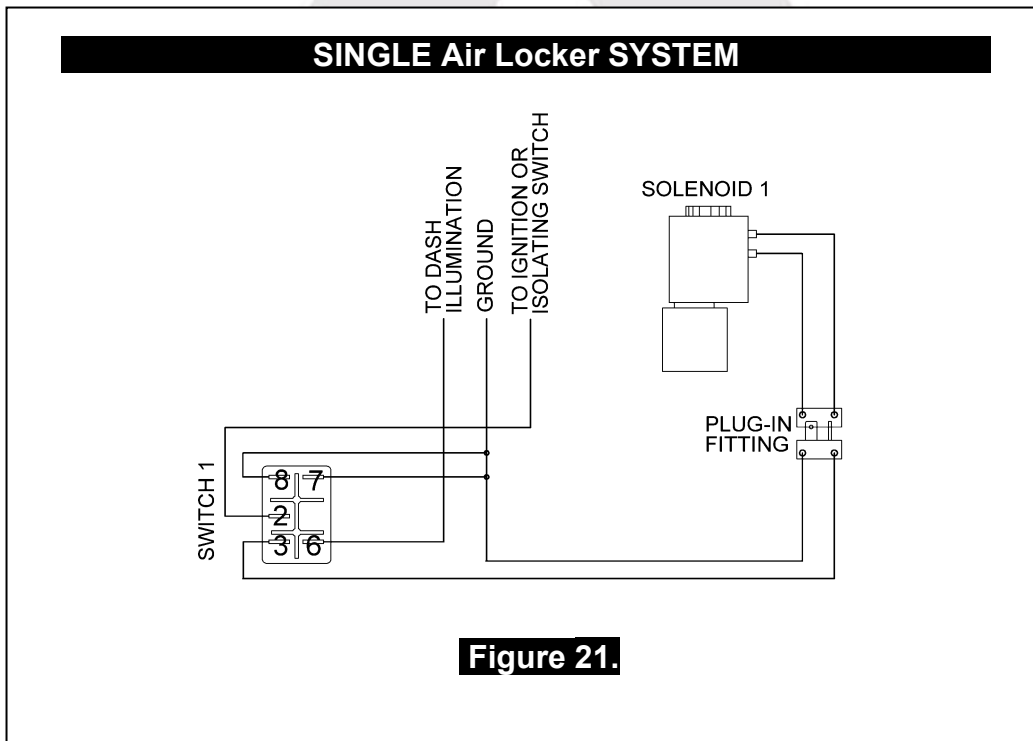 SINGLE Air Locker SYSTEM
TO DASH
ILLUMINATION
GROUND
TO IGNITION OR
ISOLATING SWITCH
SOLENOID 1
PLUG-IN
FITTING
SWITCH 1
8 7
2
3 6
Figure 21.